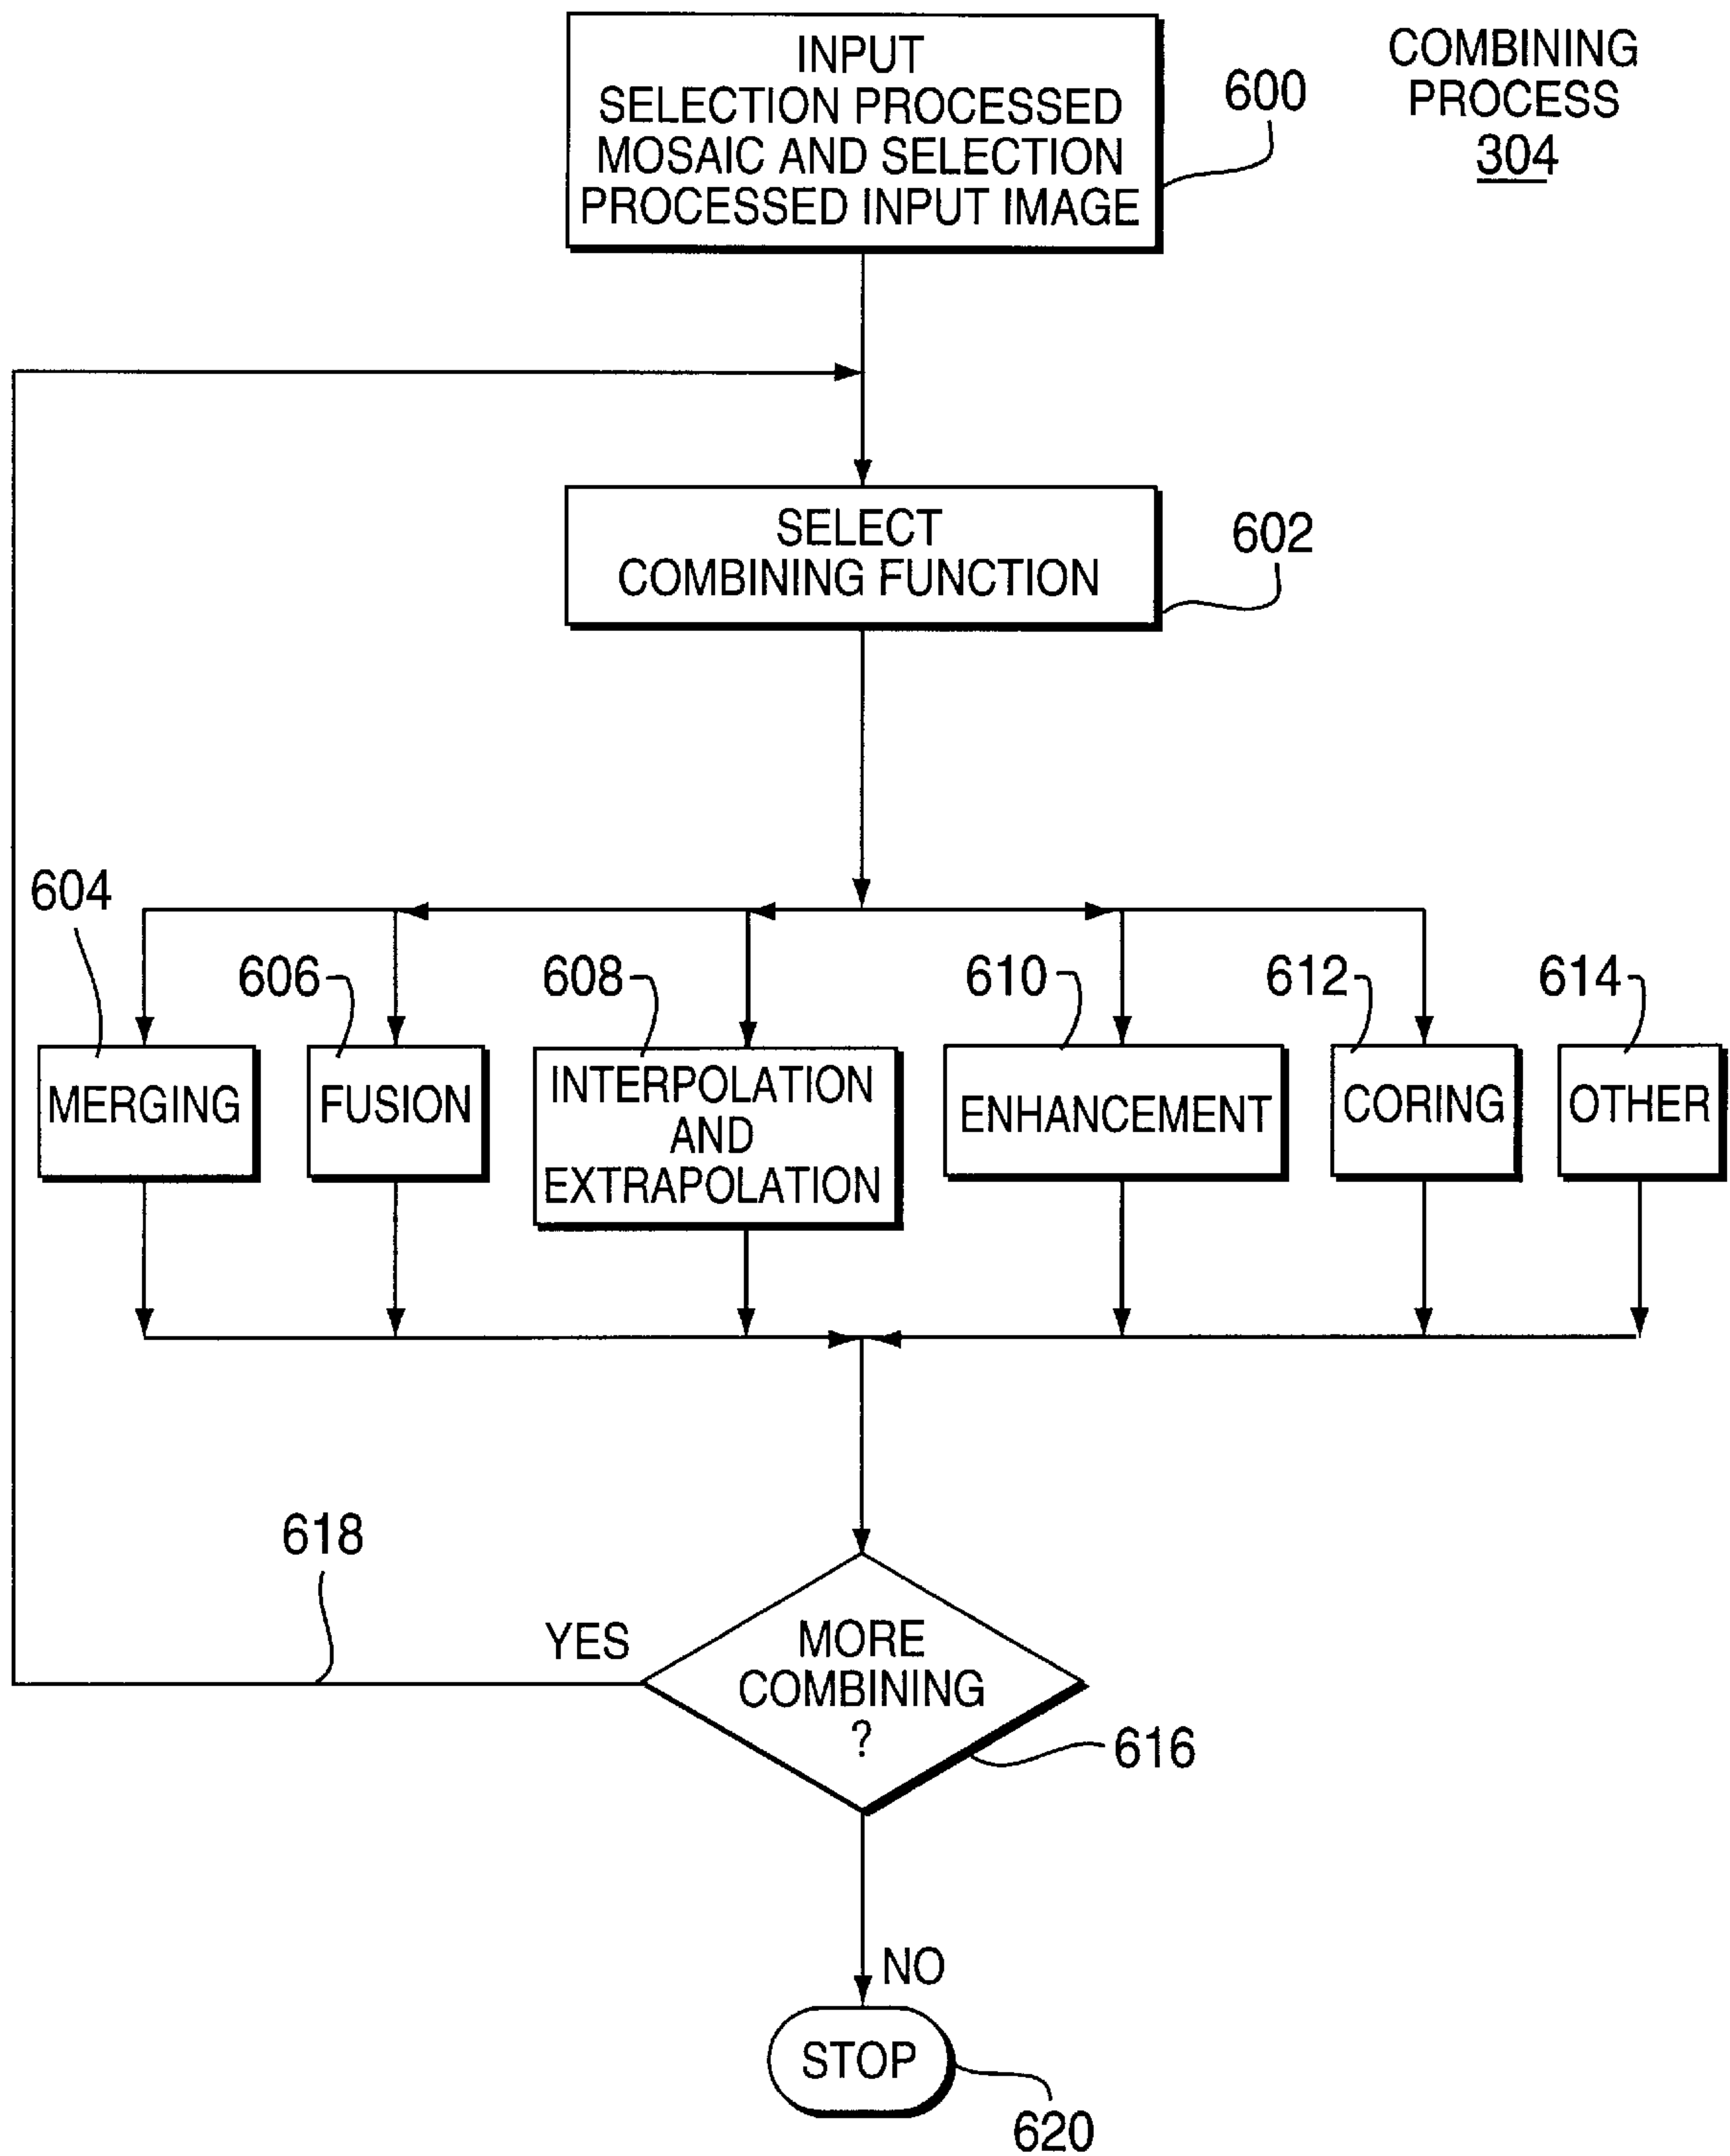 INPUT
SELECTION PROCESSED
MOSAIC AND SELECTION
PROCESSED INPUT IMAGE
600
COMBINING
PROCESS
304
SELECT
COMBINING FUNCTION
602
604
606
608
610
612
614
MERGING
FUSION
INTERPOLATION
AND
EXTRAPOLATION
ENHANCEMENT
CORING
OTHER
618
YES
MORE
COMBINING
?
616
NO
STOP
620